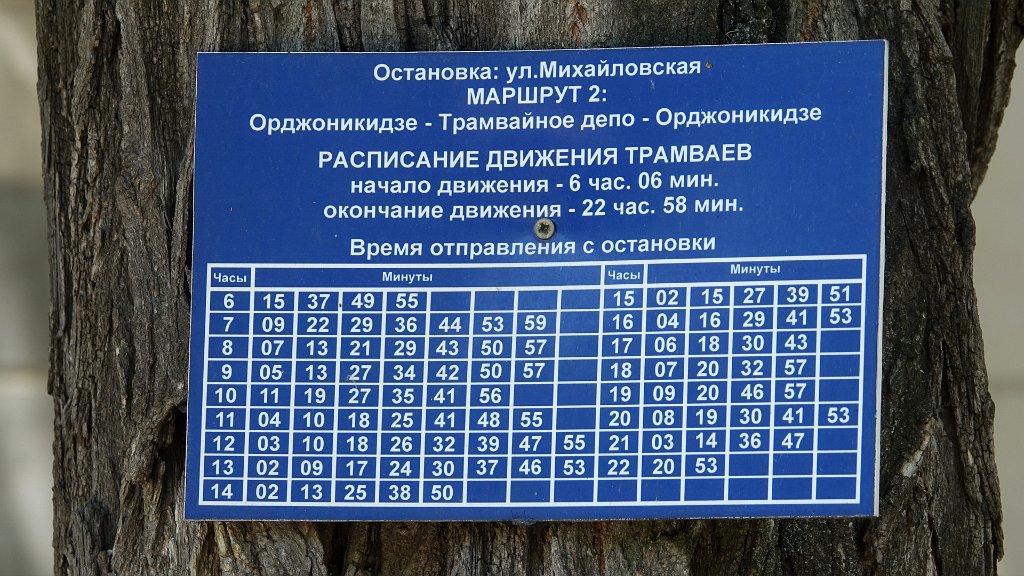 Остановка: ул.Михайловская
МАРШРУТ 2:
Орджоникидзе - Трамвайное депо - Орджоникидзе
РАСПИСАНИЕ ДВИЖЕНИЯ ТРАМВАЕВ
начало движения - 6 час. 06 мин.
окончание движения - 22 час. 58 мин.
Время отправления с остановки
Часы Минуты Часы Минуты
6 15 37 49 55 15 02 15 27 39 51
7 09 22 29 36 44 53 59 16 04 16 29 41 53
8 07 13 21 29 43 50 57 17 06 18 30 43
9 05 13 27 34 42 50 57 18 07 20 32 57
10 11 19 27 35 41 56 19 09 20 46 57
11 04 10 18 25 41 48 55 20 08 19 30 41 53
12 03 10 18 26 32 39 47 55 21 03 14 36 47
13 02 09 17 24 30 37 46 53 22 20 53
14 02 13 25 38 50